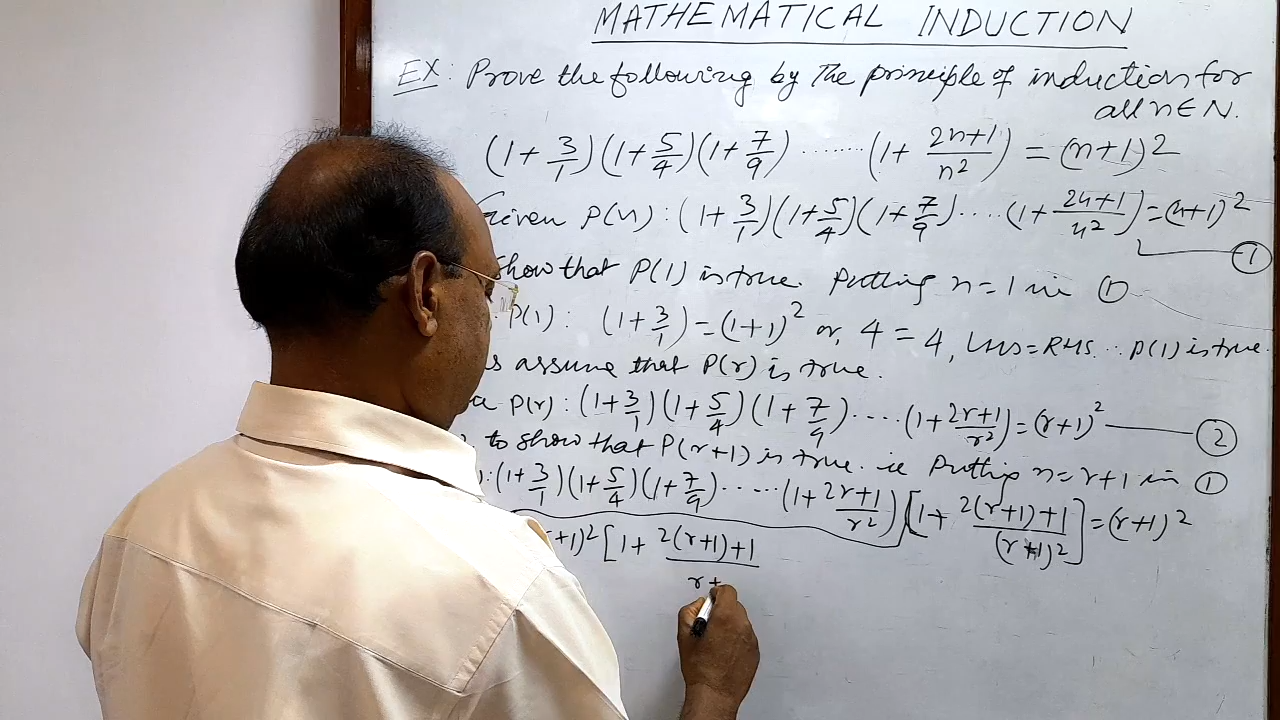 MATHEMATICAL INDUCTION
EX: Prove the following by the principle of induction for
all n∈N.
(1+3/1)(1+5/4)(1+7/9) ........ (1+ (2n+1)/n²) = (n+1)²
Given P(n): (1+3/1)(1+5/4)(1+7/9) .... (1+ (2n+1)/n²) = (n+1)² ①
show that P(1) is true. Putting n=1 in ①
P(1): (1+3/1) = (1+1)² or, 4 = 4, LHS=RHS ∴ P(1) is true.
assume that P(r) is true.
P(r): (1+3/1)(1+5/4)(1+7/9) ..... (1+ (2r+1)/r²) = (r+1)² ②
to show that P(r+1) is true. ie Putting n=r+1 in ①
: (1+3/1)(1+5/4)(1+7/9) ...... (1+ (2r+1)/r²) [1+ (2(r+1)+1)/(r+1)²] = (r+1)²
+1)² [1+ (2(r+1)+1)/(r+